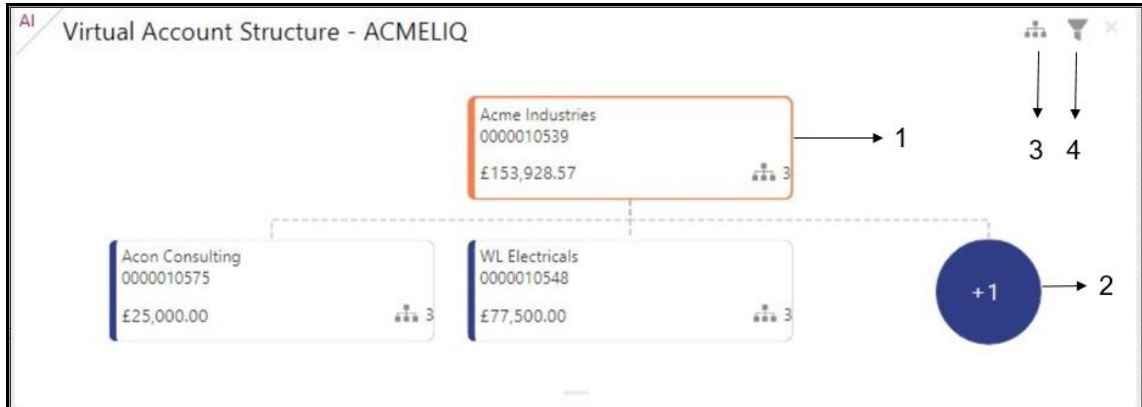 AI
Virtual Account Structure - ACMELIQ
3 4
Acme Industries
0000010539
£153,928.57 3
1
Acon Consulting
0000010575
£25,000.00 3
WL Electricals
0000010548
£77,500.00 3
+1
2